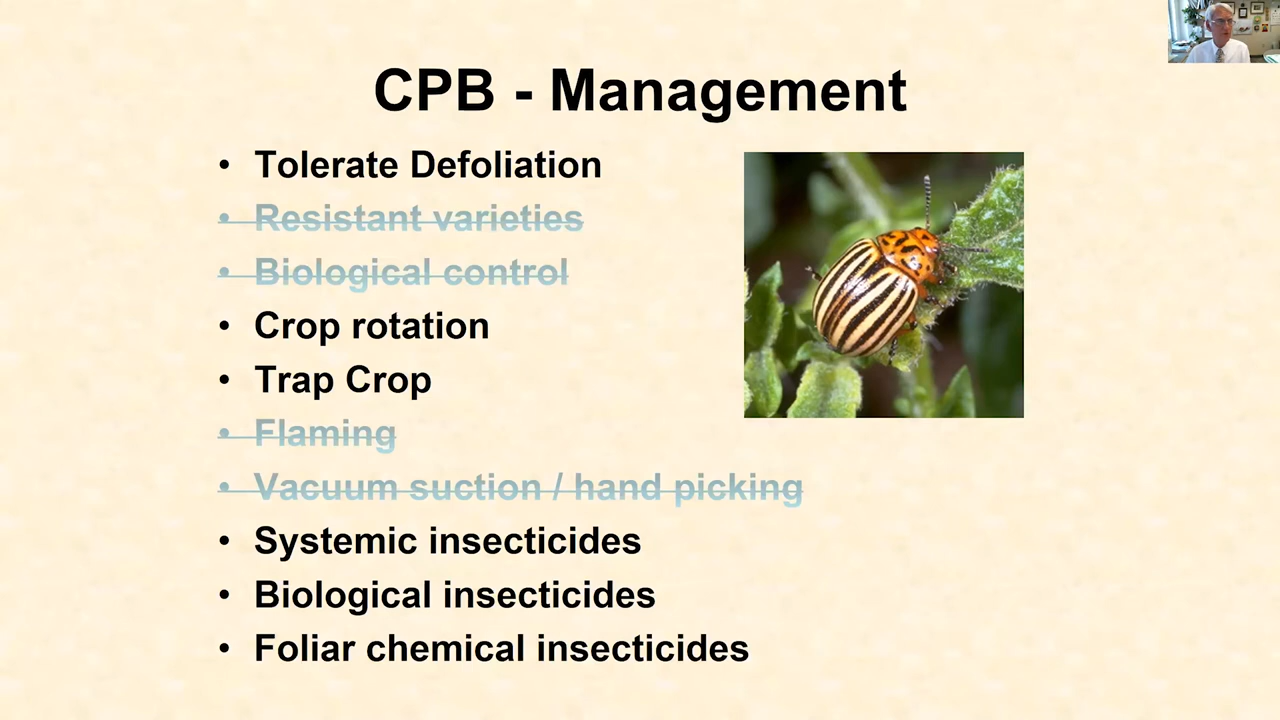 CPB - Management
• Tolerate Defoliation
• Resistant varieties
• Biological control
• Crop rotation
• Trap Crop
• Flaming
• Vacuum suction / hand picking
• Systemic insecticides
• Biological insecticides
• Foliar chemical insecticides